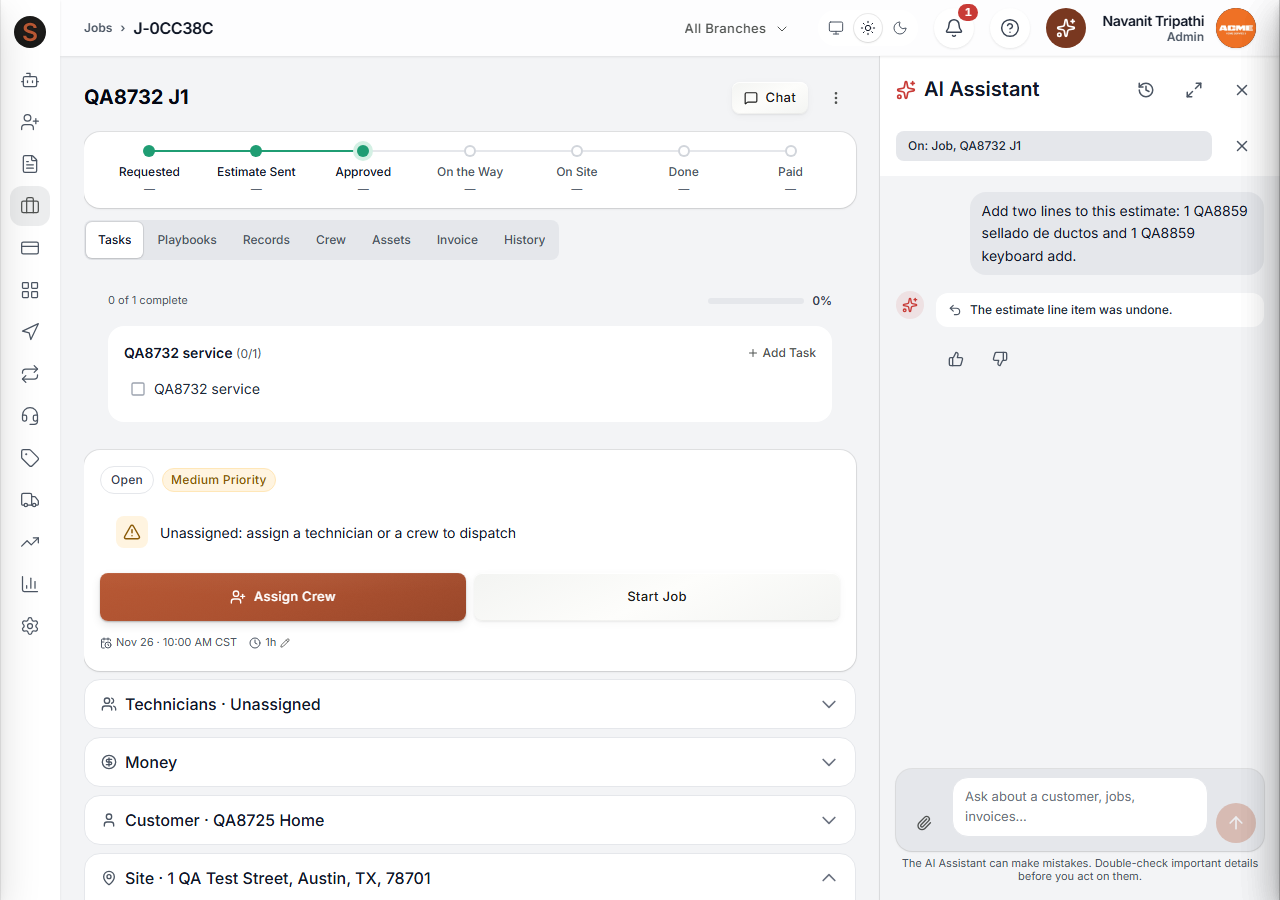 S
Jobs › J-0CC38C
All Branches
1
Navanit Tripathi
Admin
ACME
QA8732 J1
Chat
Requested
Estimate Sent
Approved
On the Way
On Site
Done
Paid
—
—
—
—
—
—
—
Tasks
Playbooks
Records
Crew
Assets
Invoice
History
0 of 1 complete
0%
QA8732 service (0/1)
+ Add Task
QA8732 service
Open
Medium Priority
Unassigned: assign a technician or a crew to dispatch
Assign Crew
Start Job
Nov 26 · 10:00 AM CST
1h
Technicians · Unassigned
Money
Customer · QA8725 Home
Site · 1 QA Test Street, Austin, TX, 78701
AI Assistant
On: Job, QA8732 J1
Add two lines to this estimate: 1 QA8859
sellado de ductos and 1 QA8859
keyboard add.
The estimate line item was undone.
Ask about a customer, jobs,
invoices...
The AI Assistant can make mistakes. Double-check important details
before you act on them.